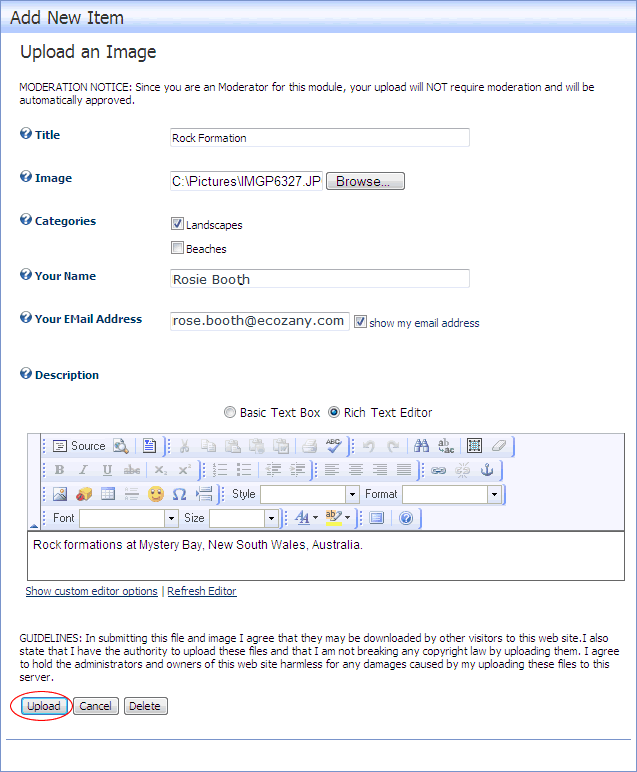 Add New Item
Upload an Image
MODERATION NOTICE: Since you are an Moderator for this module, your upload will NOT require moderation and will be
automatically approved.
Title
Rock Formation
Image
C:\Pictures\IMGP6327.JP
Browse...
Categories
Landscapes
Beaches
Your Name
Rosie Booth
Your EMail Address
rose.booth@ecozany.com
show my email address
Description
Basic Text Box
Rich Text Editor
Source
ABC
ab
ac
B I U abc x₂ x²
Style
Format
Font
Size
A
ab
Rock formations at Mystery Bay, New South Wales, Australia.
Show custom editor options | Refresh Editor
GUIDELINES: In submitting this file and image I agree that they may be downloaded by other visitors to this web site.I also
state that I have the authority to upload these files and that I am not breaking any copyright law by uploading them. I agree
to hold the administrators and owners of this web site harmless for any damages caused by my uploading these files to this
server.
Upload
Cancel
Delete